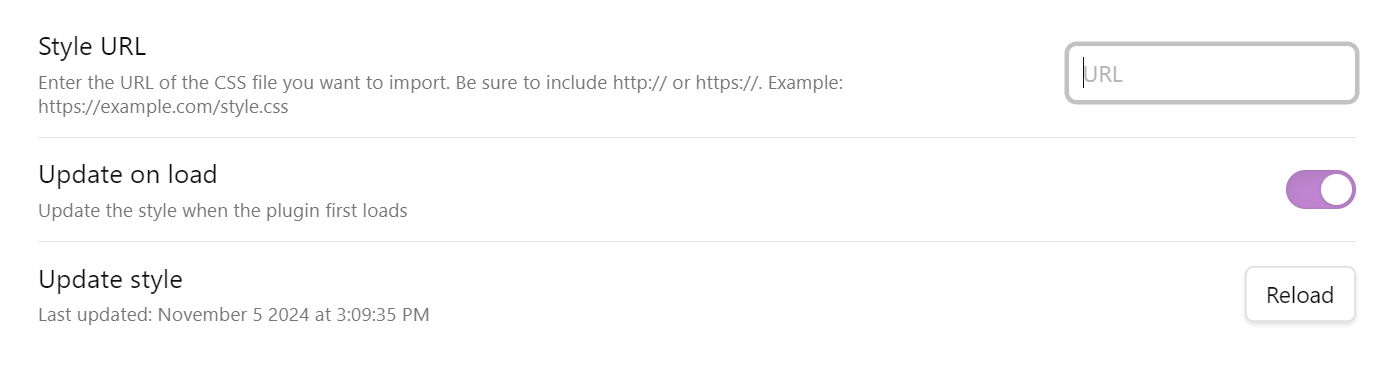 Style URL
Enter the URL of the CSS file you want to import. Be sure to include http:// or https://. Example:
https://example.com/style.css
URL
Update on load
Update the style when the plugin first loads
Update style
Last updated: November 5 2024 at 3:09:35 PM
Reload